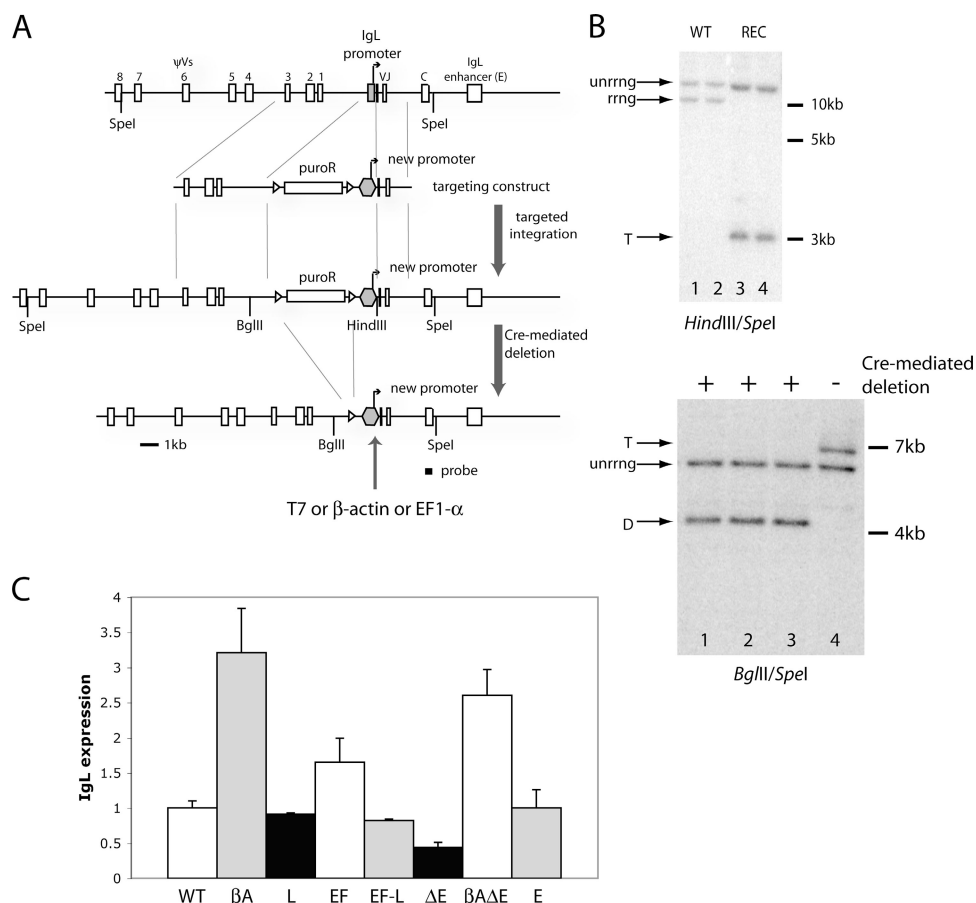 A
IgL
promoter
ψVs
IgL
enhancer (E)
8 7 6 5 4 3 2 1 VJ C
SpeI SpeI
new promoter
puroR
targeting construct
targeted
integration
new promoter
puroR
SpeI BglII HindIII SpeI
Cre-mediated
deletion
new promoter
1kb BglII SpeI
probe
T7 or β-actin or EF1-α
B
WT REC
unrrng
rrng
10kb
5kb
T
3kb
1 2 3 4
HindIII/SpeI
+ + + -
Cre-mediated
deletion
T
7kb
unrrng
D
4kb
1 2 3 4
BglII/SpeI
C
IgL expression
4
3.5
3
2.5
2
1.5
1
0.5
0
WT βA L EF EF-L ΔE βAΔE E